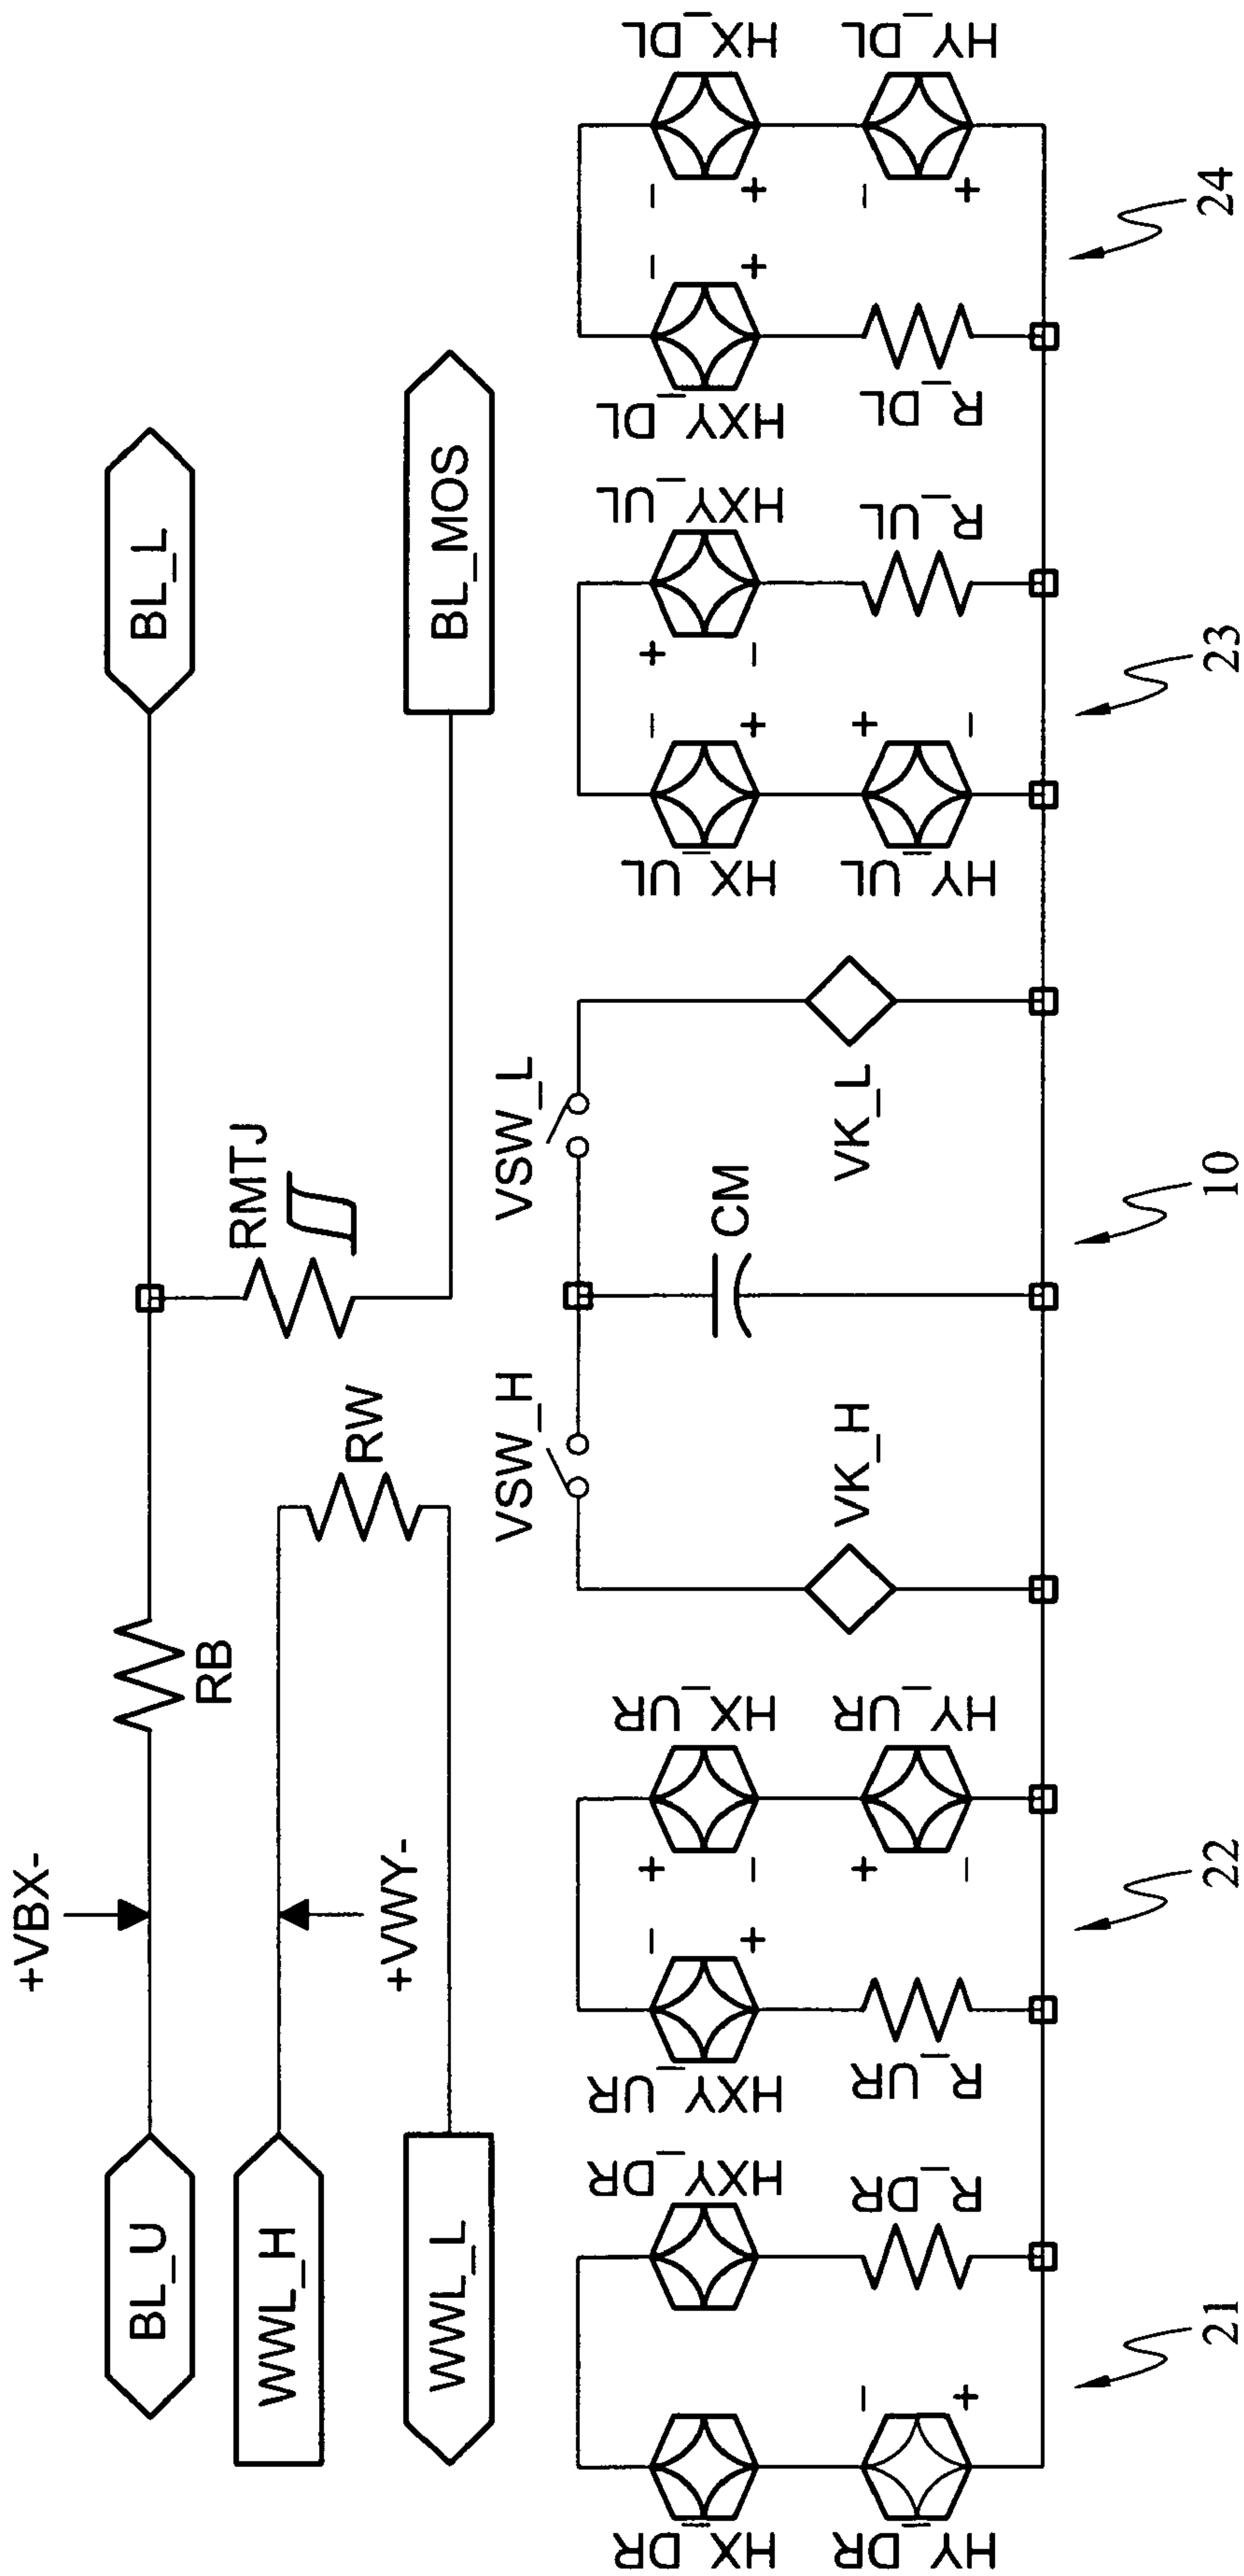 +VBX-
BL_U
RB
BL_L
WWL_H
+VWY-
RW
RMTJ
BL_MOS
WWL_L
VSW_H
VSW_L
CM
VK_H
VK_L
HX_DR
HY_DR
-
+
HXY_DR
R_DR
21
HXY_UR
-
+
R_UR
HX_UR
+
-
HY_UR
+
-
22
10
HX_UL
-
+
HY_UL
+
-
HXY_UL
+
-
R_UL
23
HXY_DL
-
+
R_DL
HX_DL
-
+
HY_DL
-
+
24